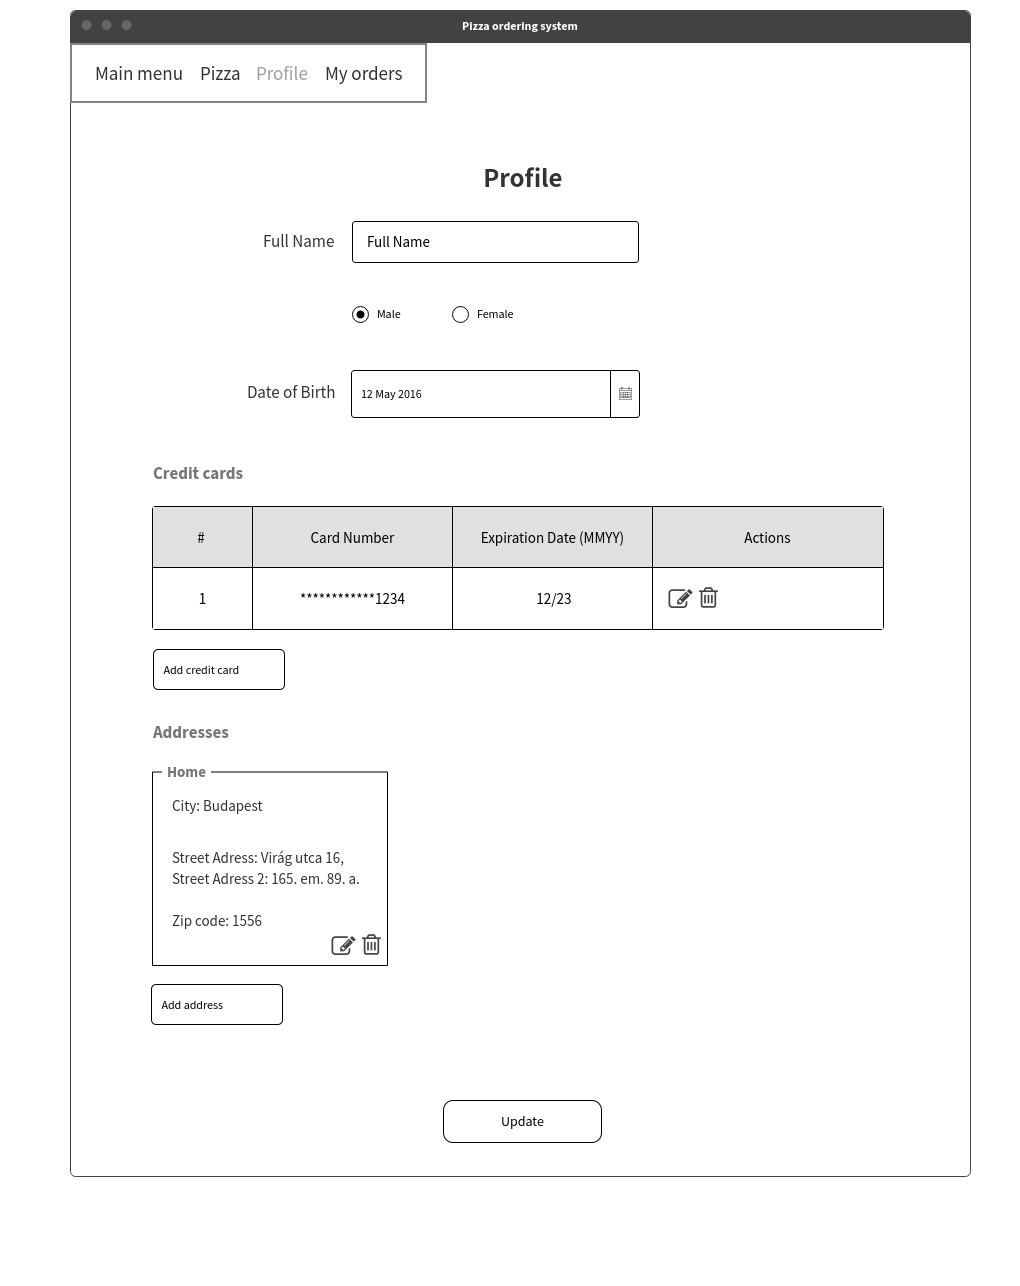 Pizza ordering system
Main menu Pizza Profile My orders
Profile
Full Name Full Name
Male Female
Date of Birth 12 May 2016
Credit cards
# Card Number Expiration Date (MMYY) Actions
1 ************1234 12/23
Add credit card
Addresses
Home
City: Budapest
Street Adress: Virág utca 16,
Street Adress 2: 165. em. 89. a.
Zip code: 1556
Add address
Update